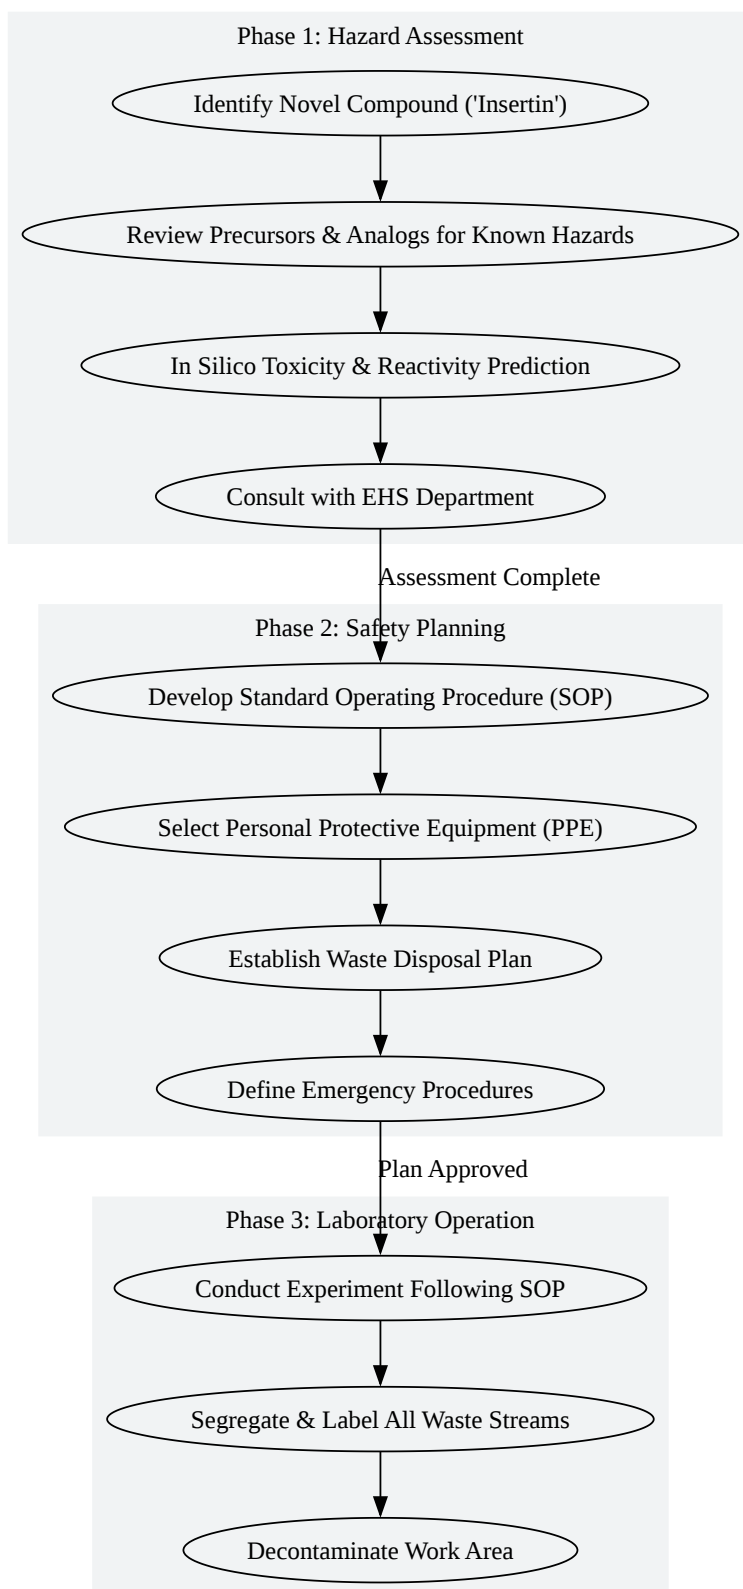 Phase 1: Hazard Assessment
Identify Novel Compound ('Insertin')
Review Precursors & Analogs for Known Hazards
In Silico Toxicity & Reactivity Prediction
Consult with EHS Department
Assessment Complete
Phase 2: Safety Planning
Develop Standard Operating Procedure (SOP)
Select Personal Protective Equipment (PPE)
Establish Waste Disposal Plan
Define Emergency Procedures
Plan Approved
Phase 3: Laboratory Operation
Conduct Experiment Following SOP
Segregate & Label All Waste Streams
Decontaminate Work Area